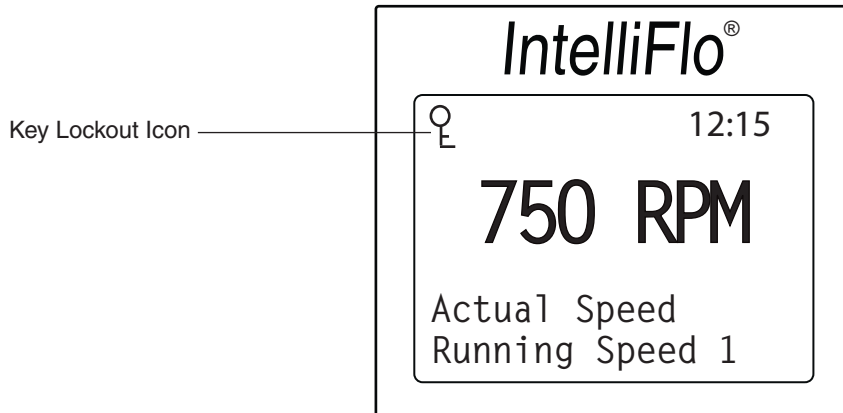 IntelliFlo®
Key Lockout Icon
12:15
750 RPM
Actual Speed
Running Speed 1